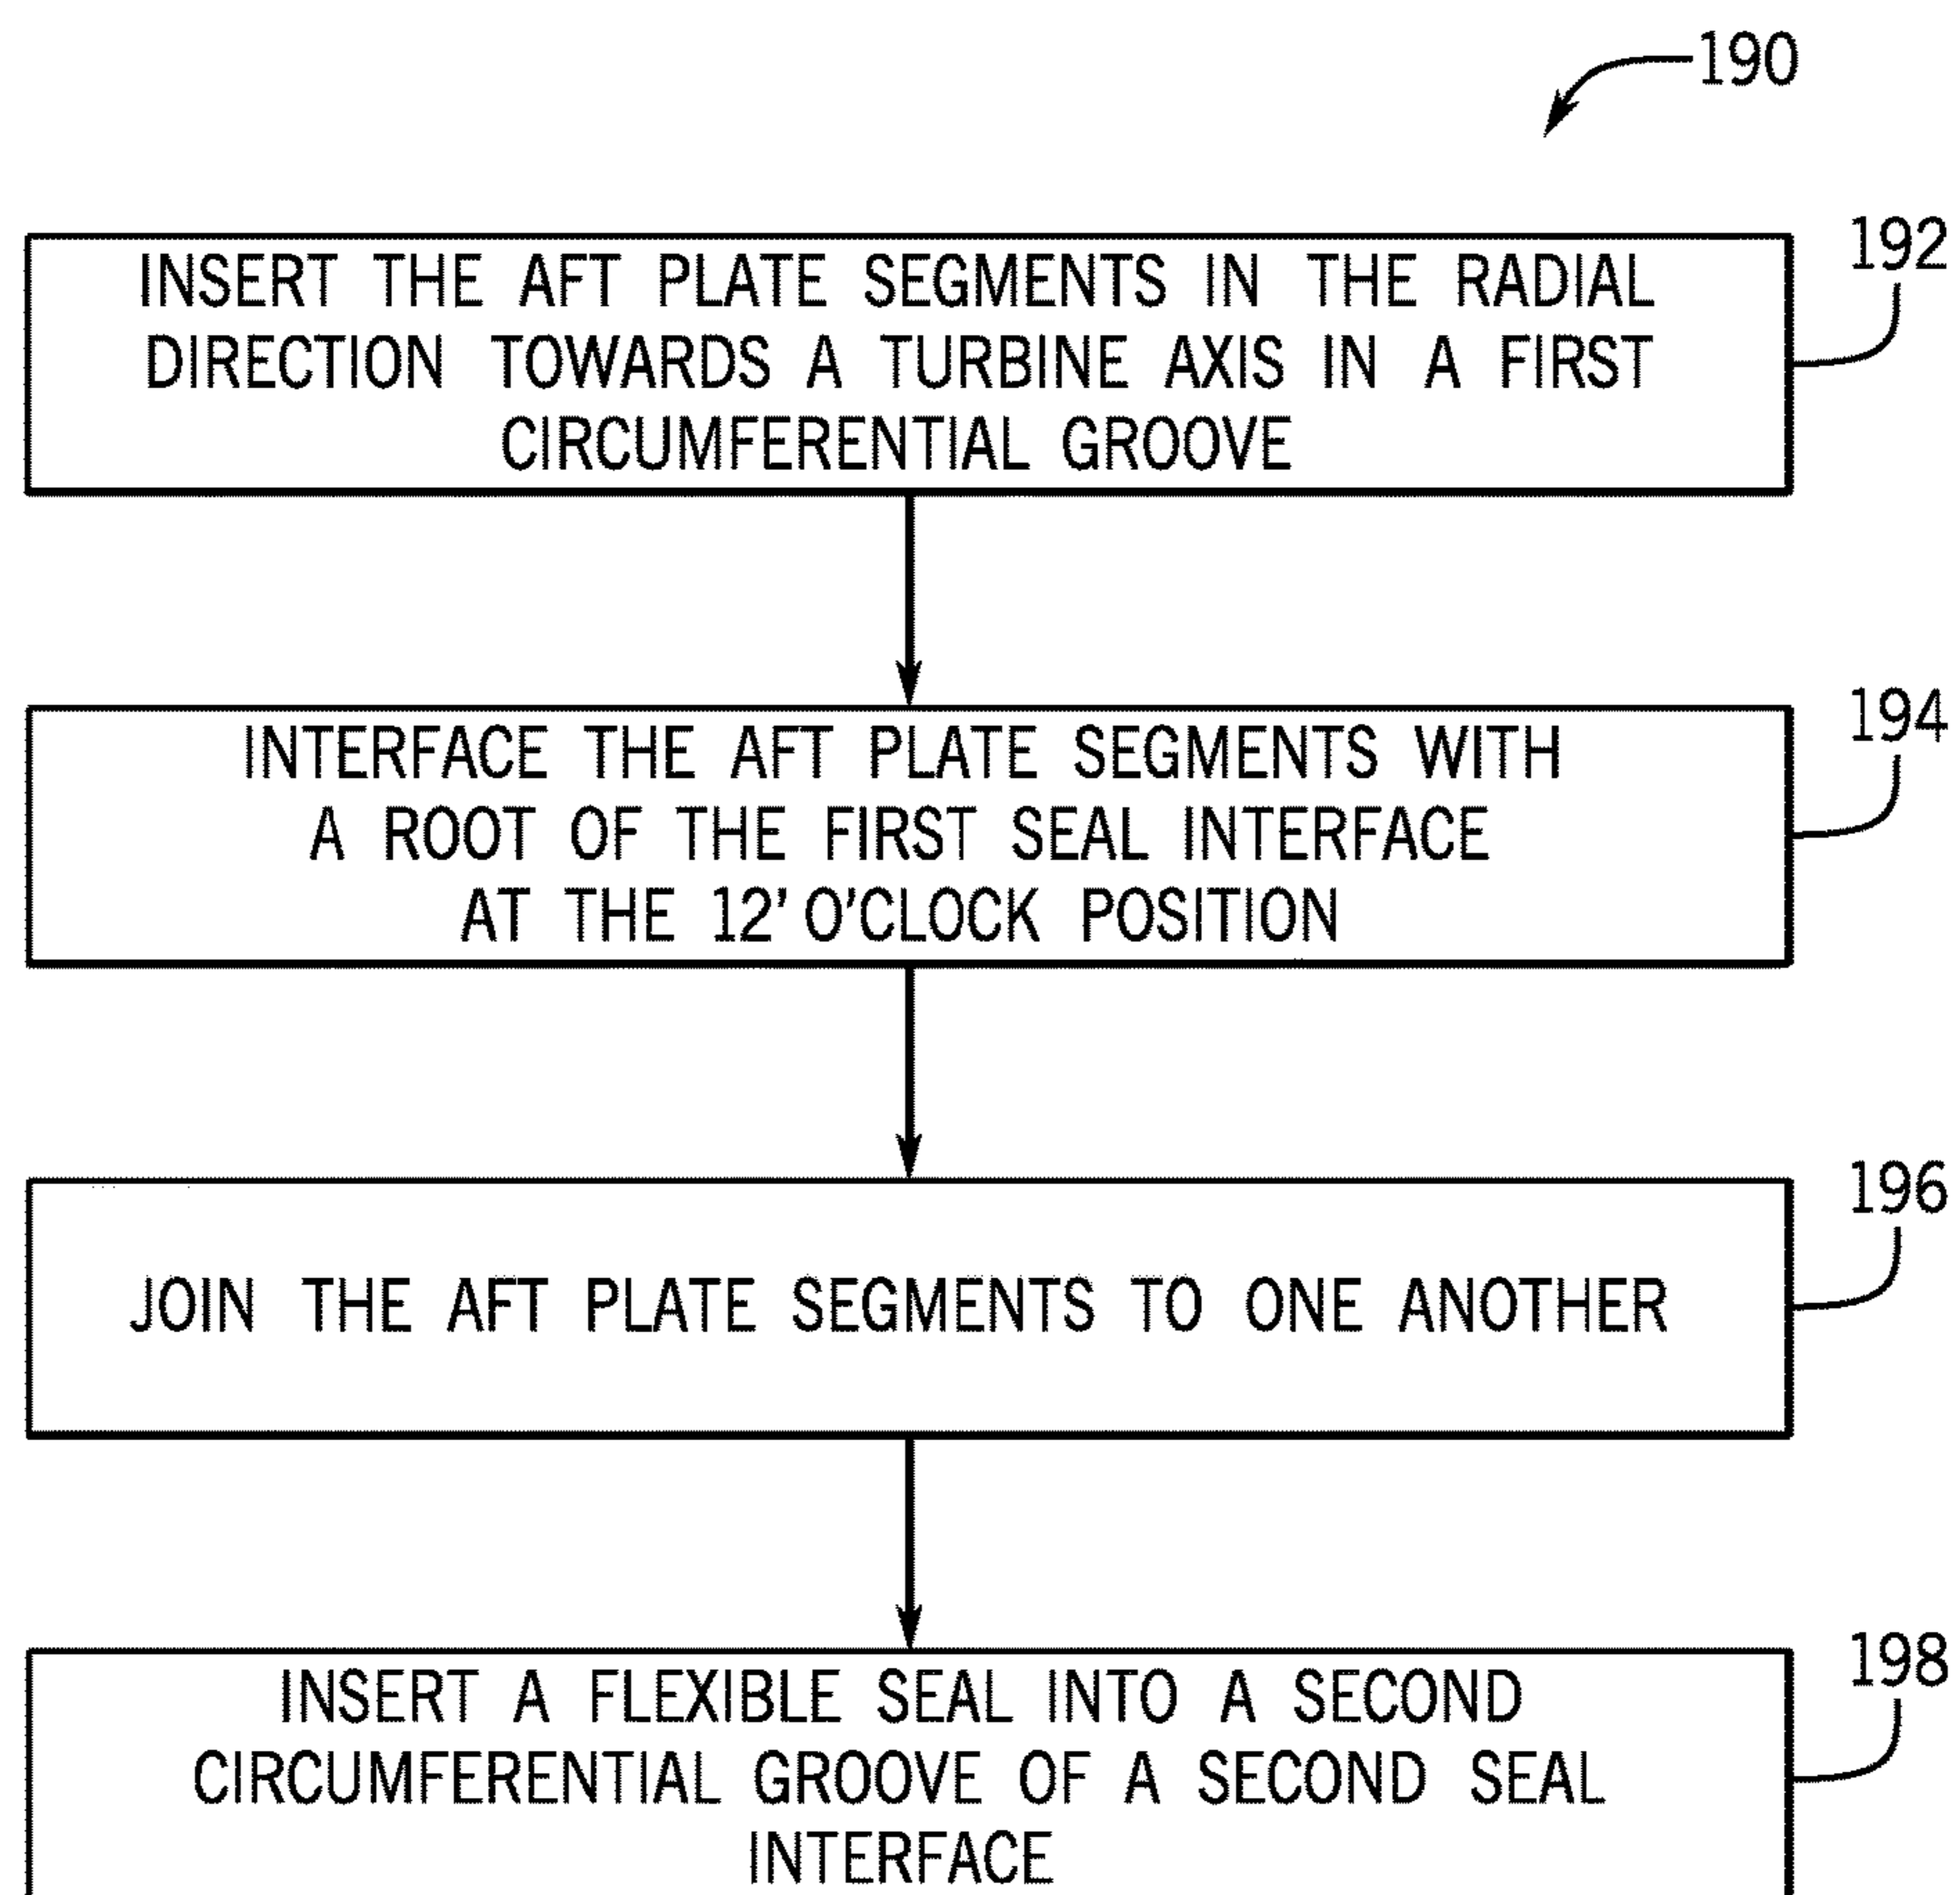 190
192
INSERT THE AFT PLATE SEGMENTS IN THE RADIAL
DIRECTION TOWARDS A TURBINE AXIS IN A FIRST
CIRCUMFERENTIAL GROOVE
194
INTERFACE THE AFT PLATE SEGMENTS WITH
A ROOT OF THE FIRST SEAL INTERFACE
AT THE 12' O'CLOCK POSITION
196
JOIN THE AFT PLATE SEGMENTS TO ONE ANOTHER
198
INSERT A FLEXIBLE SEAL INTO A SECOND
CIRCUMFERENTIAL GROOVE OF A SECOND SEAL
INTERFACE